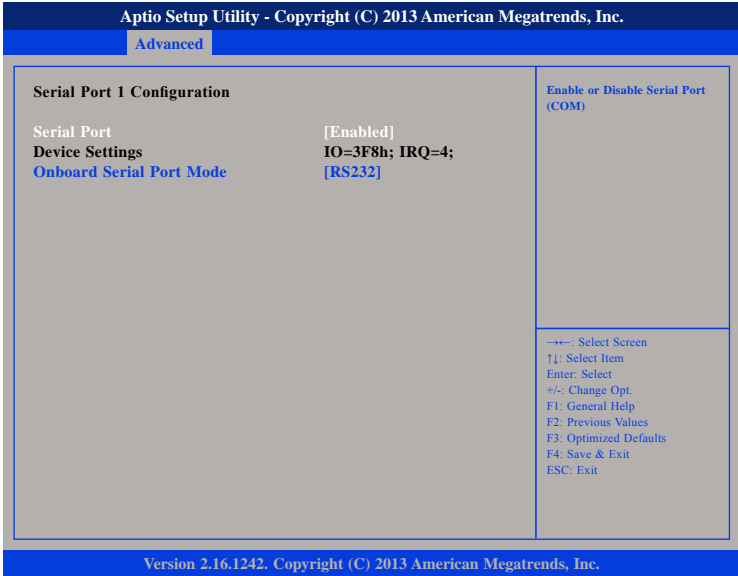 Aptio Setup Utility - Copyright (C) 2013 American Megatrends, Inc.
Advanced
Serial Port 1 Configuration
Serial Port [Enabled]
Device Settings IO=3F8h; IRQ=4;
Onboard Serial Port Mode [RS232]
Enable or Disable Serial Port
(COM)
→←: Select Screen
↑↓: Select Item
Enter: Select
+/-: Change Opt.
F1: General Help
F2: Previous Values
F3: Optimized Defaults
F4: Save & Exit
ESC: Exit
Version 2.16.1242. Copyright (C) 2013 American Megatrends, Inc.